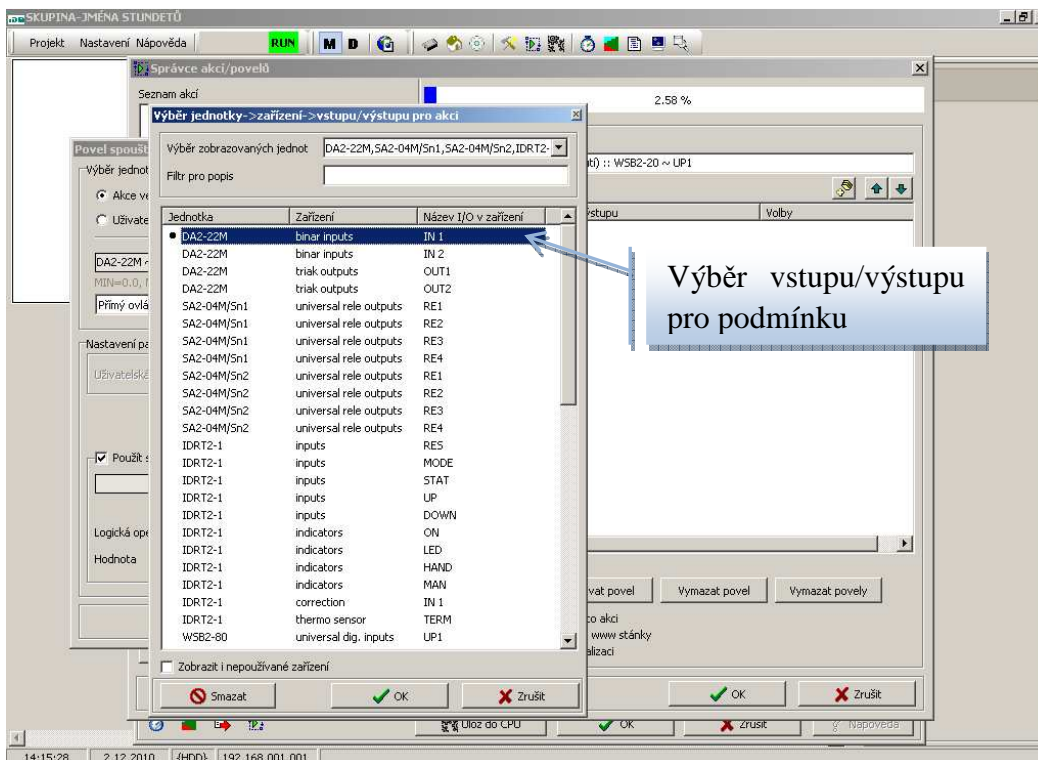 SKUPINA-JMÉNA STUNDETŮ
Projekt Nastavení Nápověda RUN M D
Správce akcí/povelů
Seznam akcí
2.58 %
Výběr jednotky->zařízení->vstupu/výstupu pro akci
Výběr zobrazovaných jednot DA2-22M,SA2-04M/Sn1,SA2-04M/Sn2,IDRT2-
Filtr pro popis
Povel spoušt
Výběr jednot
Akce ve
Uživate
DA2-22M ~
MIN=0.0,
Přímý ovlá
Nastavení pa
Uživatelská
Použít s
Logická ope
Hodnota
:: WSB2-20 ~ UP1
ýstupu Volby
Jednotka Zařízení Název I/O v zařízení
DA2-22M binar inputs IN 1
DA2-22M binar inputs IN 2
DA2-22M triak outputs OUT1
DA2-22M triak outputs OUT2
SA2-04M/Sn1 universal rele outputs RE1
SA2-04M/Sn1 universal rele outputs RE2
SA2-04M/Sn1 universal rele outputs RE3
SA2-04M/Sn1 universal rele outputs RE4
SA2-04M/Sn2 universal rele outputs RE1
SA2-04M/Sn2 universal rele outputs RE2
SA2-04M/Sn2 universal rele outputs RE3
SA2-04M/Sn2 universal rele outputs RE4
IDRT2-1 inputs RES
IDRT2-1 inputs MODE
IDRT2-1 inputs STAT
IDRT2-1 inputs UP
IDRT2-1 inputs DOWN
IDRT2-1 indicators ON
IDRT2-1 indicators LED
IDRT2-1 indicators HAND
IDRT2-1 indicators MAN
IDRT2-1 correction IN 1
IDRT2-1 thermo sensor TERM
WSB2-80 universal dig. inputs UP1
Výběr vstupu/výstupu
pro podmínku
vat povel Vymazat povel Vymazat povely
to akci
www stánky
alizaci
Zobrazit i nepoužívané zařízení
Smazat OK Zrušit
OK Zrušit
Ulož do CPU OK Zrušit Nápověda
14:15:28 2.12.2010 {HDD} 192.168.001.001